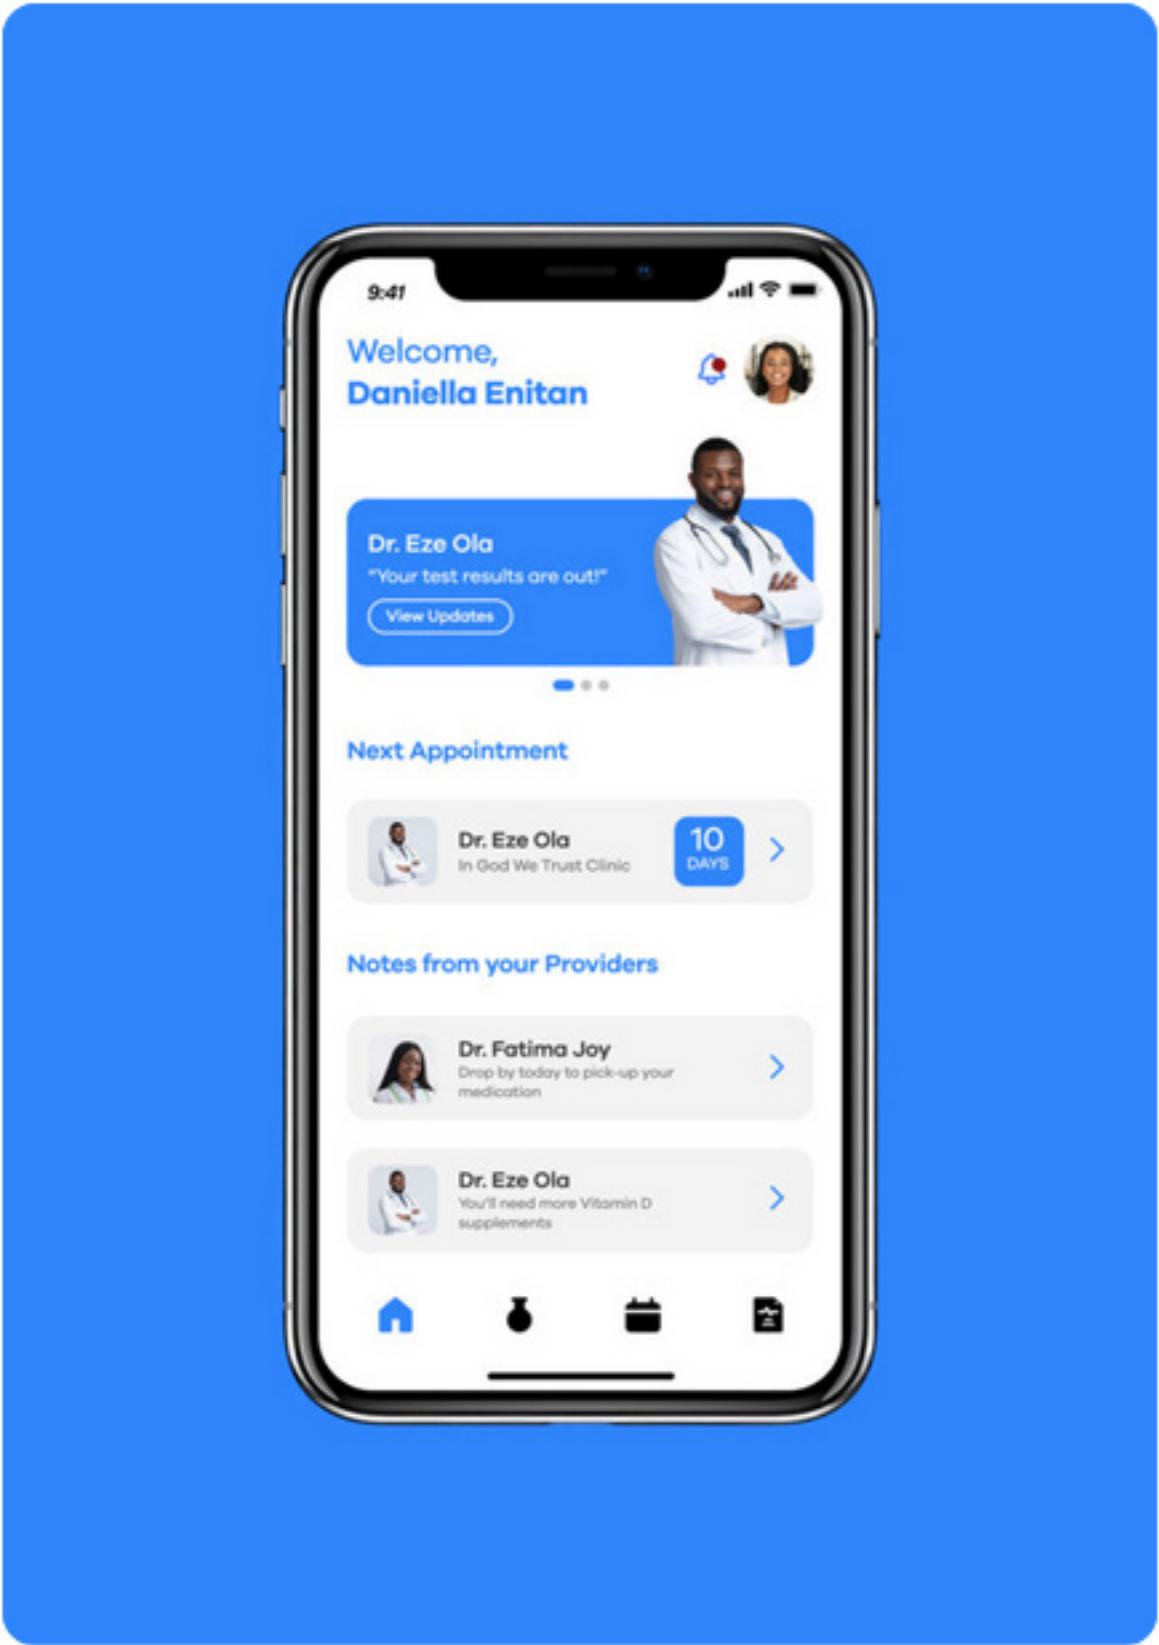 9:41
Welcome,
Daniella Enitan
Dr. Eze Ola
"Your test results are out!"
View Updates
Next Appointment
Dr. Eze Ola
In God We Trust Clinic
10
DAYS
Notes from your Providers
Dr. Fatima Joy
Drop by today to pick-up your
medication
Dr. Eze Ola
You'll need more Vitamin D
supplements